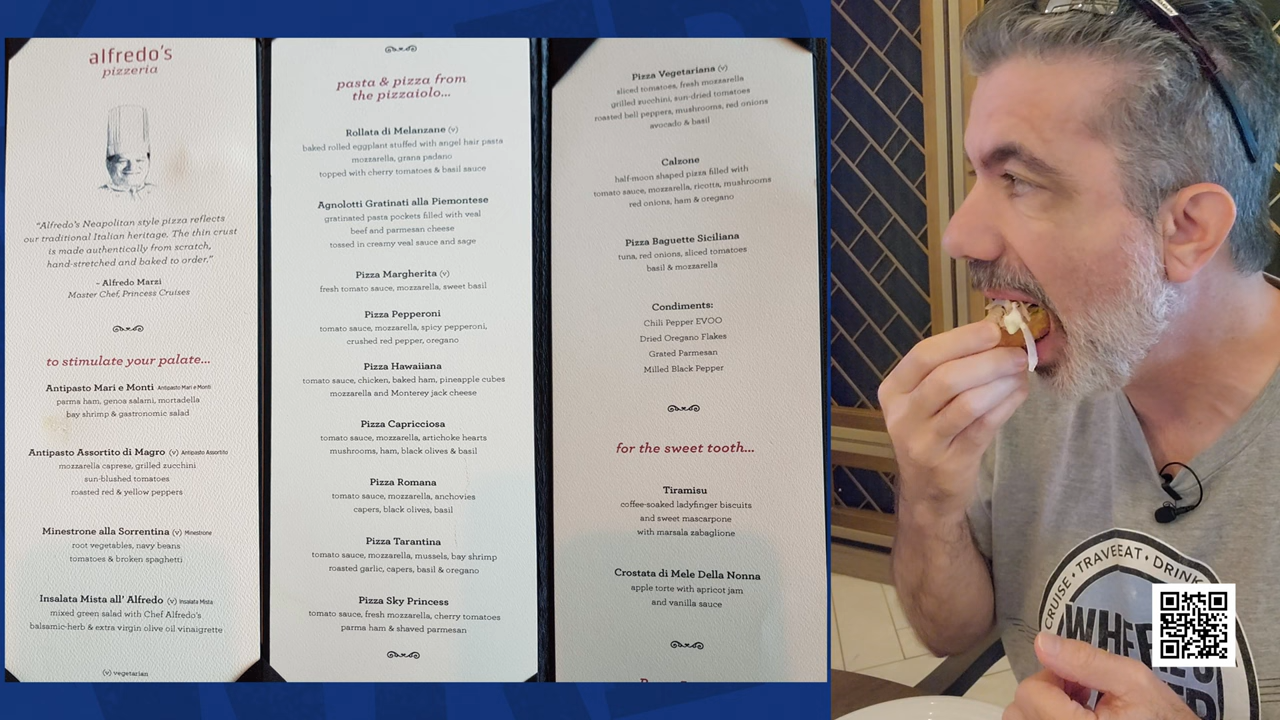 alfredo's
pizzeria
"Alfredo's Neapolitan style pizza reflects
our traditional Italian heritage. The thin crust
is made authentically from scratch,
hand-stretched and baked to order."
~ Alfredo Marzi
Master Chef, Princess Cruises
to stimulate your palate...
Antipasto Mari e Monti Antipasto Mari e Monti
parma ham, genoa salami, mortadella
bay shrimp & gastronomic salad
Antipasto Assortito di Magro (v) Antipasto Assortito
mozzarella caprese, grilled zucchini
sun-blushed tomatoes
roasted red & yellow peppers
Minestrone alla Sorrentina (v) Minestrone
root vegetables, navy beans
tomatoes & broken spaghetti
Insalata Mista all' Alfredo (v) Insalata Mista
mixed green salad with Chef Alfredo's
balsamic-herb & extra virgin olive oil vinaigrette
(v) vegetarian
pasta & pizza from
the pizzaiolo...
Rollata di Melanzane (v)
baked rolled eggplant stuffed with angel hair pasta
mozzarella, grana padano
topped with cherry tomatoes & basil sauce
Agnolotti Gratinati alla Piemontese
gratinated pasta pockets filled with veal
beef and parmesan cheese
tossed in creamy veal sauce and sage
Pizza Margherita (v)
fresh tomato sauce, mozzarella, sweet basil
Pizza Pepperoni
tomato sauce, mozzarella, spicy pepperoni,
crushed red pepper, oregano
Pizza Hawaiiana
tomato sauce, chicken, baked ham, pineapple cubes
mozzarella and Monterey jack cheese
Pizza Capricciosa
tomato sauce, mozzarella, artichoke hearts
mushrooms, ham, black olives & basil
Pizza Romana
tomato sauce, mozzarella, anchovies
capers, black olives, basil
Pizza Tarantina
tomato sauce, mozzarella, mussels, bay shrimp
roasted garlic, capers, basil & oregano
Pizza Sky Princess
tomato sauce, fresh mozzarella, cherry tomatoes
parma ham & shaved parmesan
Pizza Vegetariana (v)
sliced tomatoes, fresh mozzarella
grilled zucchini, sun-dried tomatoes
roasted bell peppers, mushrooms, red onions
avocado & basil
Calzone
half-moon shaped pizza filled with
tomato sauce, mozzarella, ricotta, mushrooms
red onions, ham & oregano
Pizza Baguette Siciliana
tuna, red onions, sliced tomatoes
basil & mozzarella
Condiments:
Chili Pepper EVOO
Dried Oregano Flakes
Grated Parmesan
Milled Black Pepper
for the sweet tooth...
Tiramisu
coffee-soaked ladyfinger biscuits
and sweet mascarpone
with marsala zabaglione
Crostata di Mele Della Nonna
apple torte with apricot jam
and vanilla sauce
CRUISE • TRAVEL • EAT • DRINK